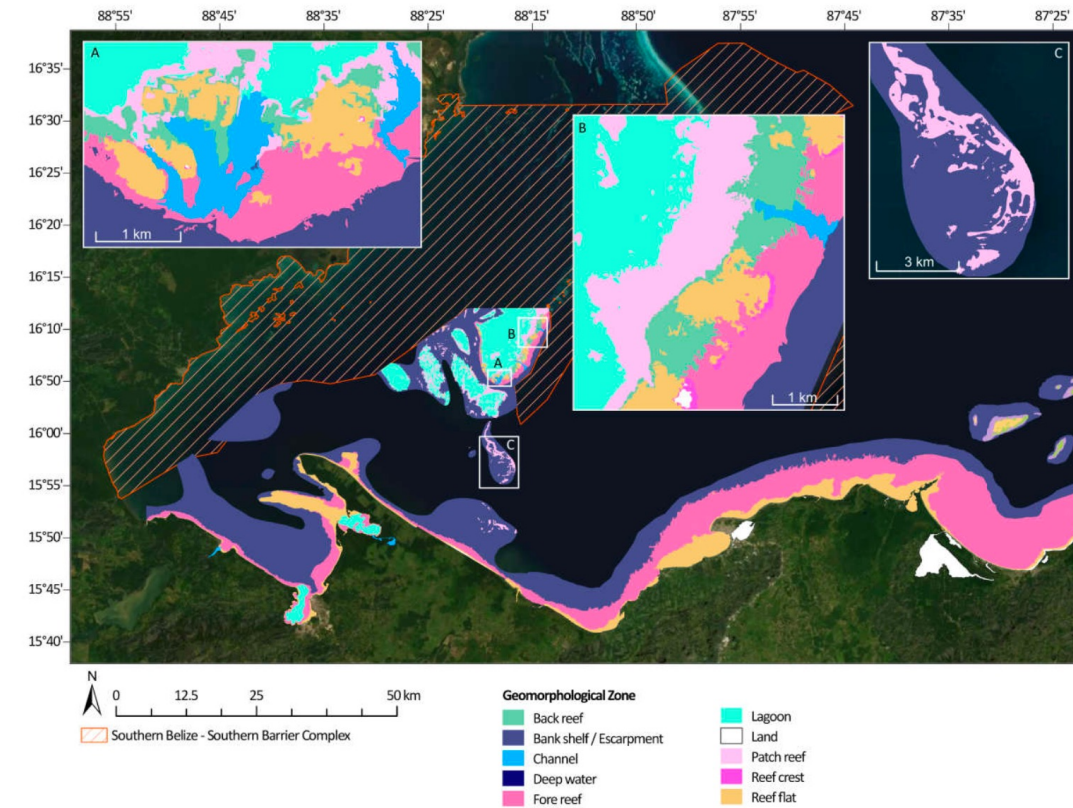 88°55' 88°45' 88°35' 88°25' 88°15' 88°50' 87°55' 87°45' 87°35' 87°25'
16°35'
16°30'
16°25'
16°20'
16°15'
16°10'
16°50'
16°00'
15°55'
15°50'
15°45'
15°40'
A
1 km
B
1 km
C
3 km
B
A
C
N
0 12.5 25 50 km
Southern Belize - Southern Barrier Complex
Geomorphological Zone
Back reef
Bank shelf / Escarpment
Channel
Deep water
Fore reef
Lagoon
Land
Patch reef
Reef crest
Reef flat